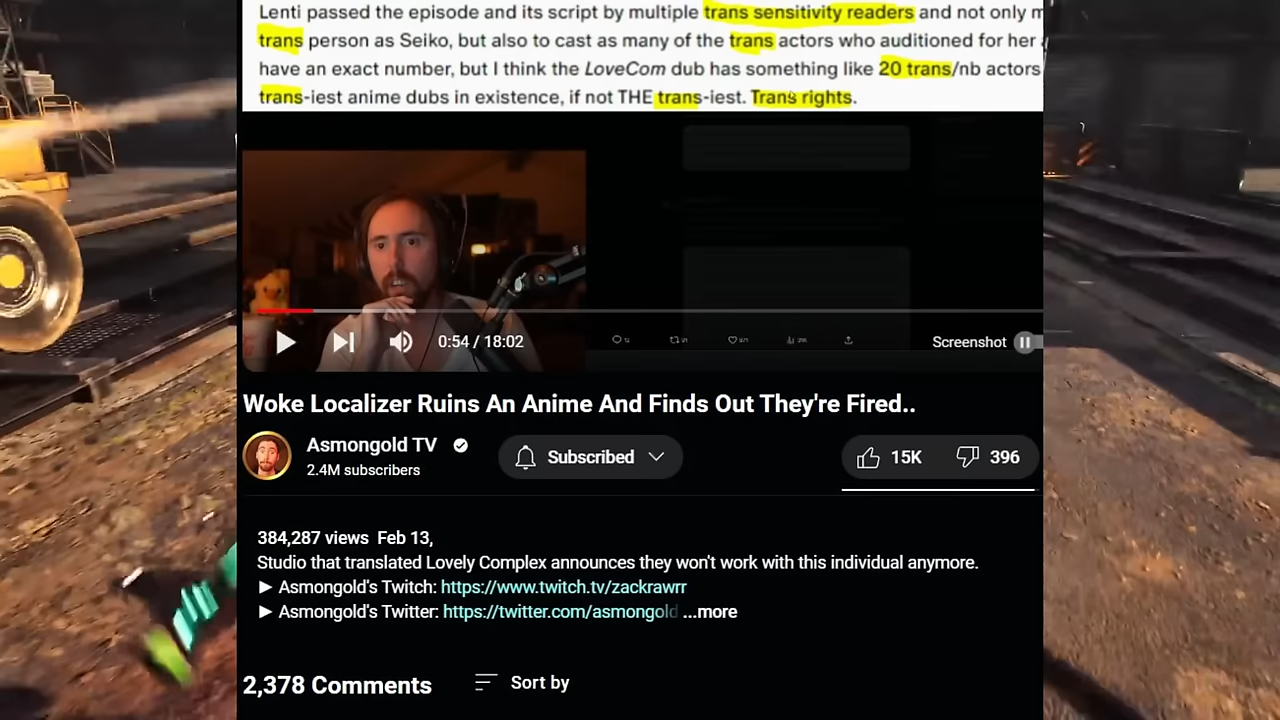 Lenti passed the episode and its script by multiple trans sensitivity readers and not only m
trans person as Seiko, but also to cast as many of the trans actors who auditioned for her
have an exact number, but I think the LoveCom dub has something like 20 trans/nb actors
trans-iest anime dubs in existence, if not THE trans-iest. Trans rights.
0:54 / 18:02
Screenshot
Woke Localizer Ruins An Anime And Finds Out They're Fired..
Asmongold TV
2.4M subscribers
Subscribed
15K
396
384,287 views Feb 13,
Studio that translated Lovely Complex announces they won't work with this individual anymore.
► Asmongold's Twitch: https://www.twitch.tv/zackrawrr
► Asmongold's Twitter: https://twitter.com/asmongold ...more
2,378 Comments
Sort by